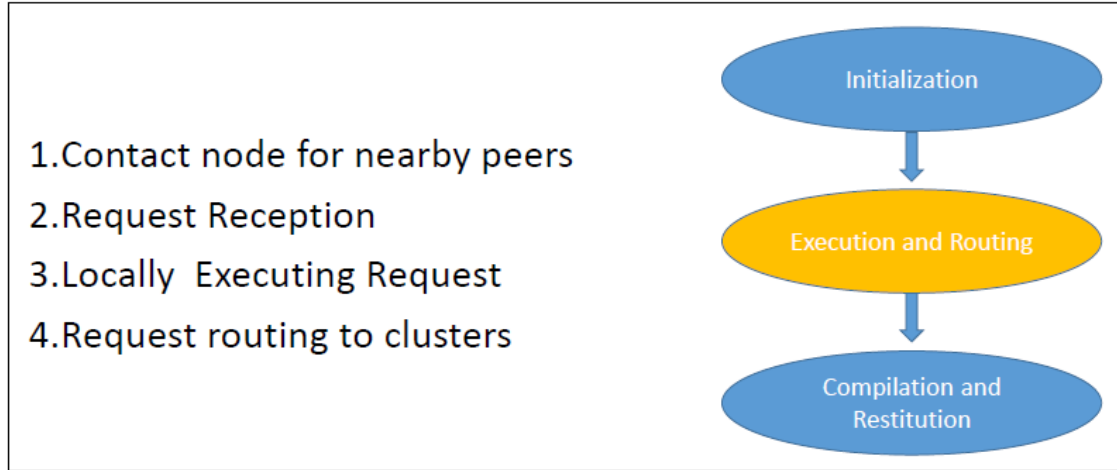 1.Contact node for nearby peers
2.Request Reception
3.Locally  Executing Request
4.Request routing to clusters
Initialization
Execution and Routing
Compilation and
Restitution